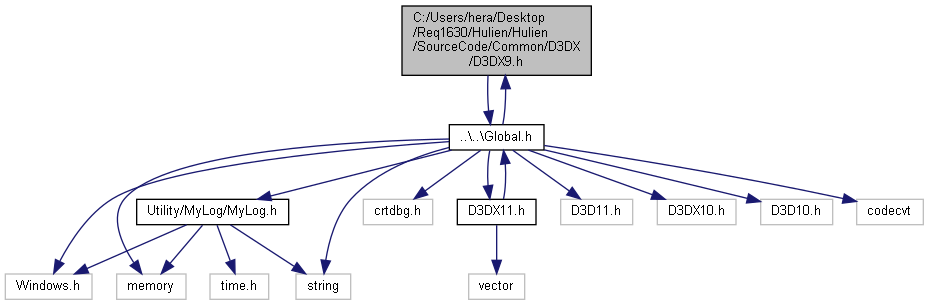 C:/Users/hera/Desktop
/Req1630/Hulien/Hulien
/SourceCode/Common/D3DX
/D3DX9.h
..\..\Global.h
Utility/MyLog/MyLog.h
crtdbg.h
D3DX11.h
D3D11.h
D3DX10.h
D3D10.h
codecvt
Windows.h
memory
time.h
string
vector